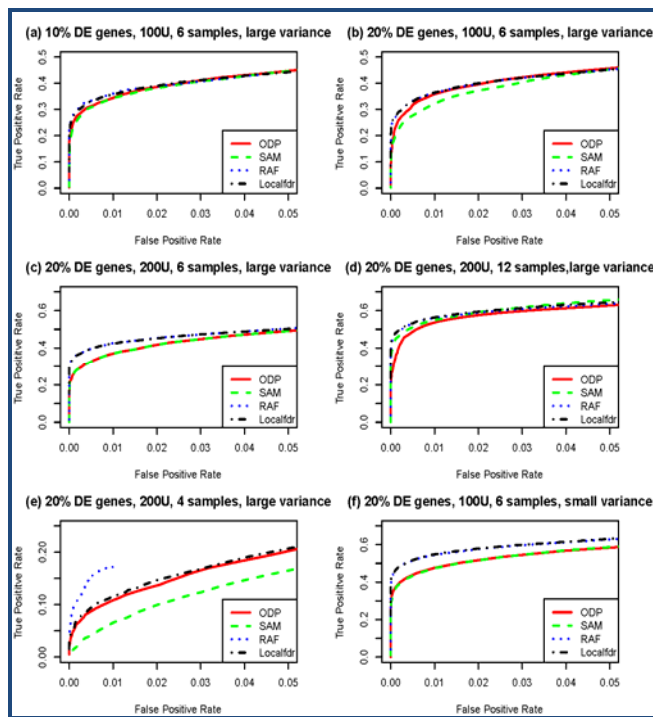 (a) 10% DE genes, 100U, 6 samples, large variance
True Posititve Rate
0.5
0.4
0.3
0.2
0.1
0.0
ODP
SAM
RAF
Localfdr
0.00 0.01 0.02 0.03 0.04 0.05
False Positive Rate
(b) 20% DE genes, 100U, 6 samples, large variance
True Posititve Rate
0.5
0.4
0.3
0.2
0.1
0.0
ODP
SAM
RAF
Localfdr
0.00 0.01 0.02 0.03 0.04 0.05
False Positive Rate
(c) 20% DE genes, 200U, 6 samples, large variance
True Posititve Rate
0.6
0.4
0.2
0.0
ODP
SAM
RAF
Localfdr
0.00 0.01 0.02 0.03 0.04 0.05
False Positive Rate
(d) 20% DE genes, 200U, 12 samples,large variance
True Posititve Rate
0.6
0.4
0.2
0.0
ODP
SAM
RAF
Localfdr
0.00 0.01 0.02 0.03 0.04 0.05
False Positive Rate
(e) 20% DE genes, 200U, 4 samples, large variance
True Posititve Rate
0.20
0.10
0.00
ODP
SAM
RAF
Localfdr
0.00 0.01 0.02 0.03 0.04 0.05
False Positive Rate
(f) 20% DE genes, 100U, 6 samples, small variance
True Posititve Rate
0.6
0.4
0.2
0.0
ODP
SAM
RAF
Localfdr
0.00 0.01 0.02 0.03 0.04 0.05
False Positive Rate